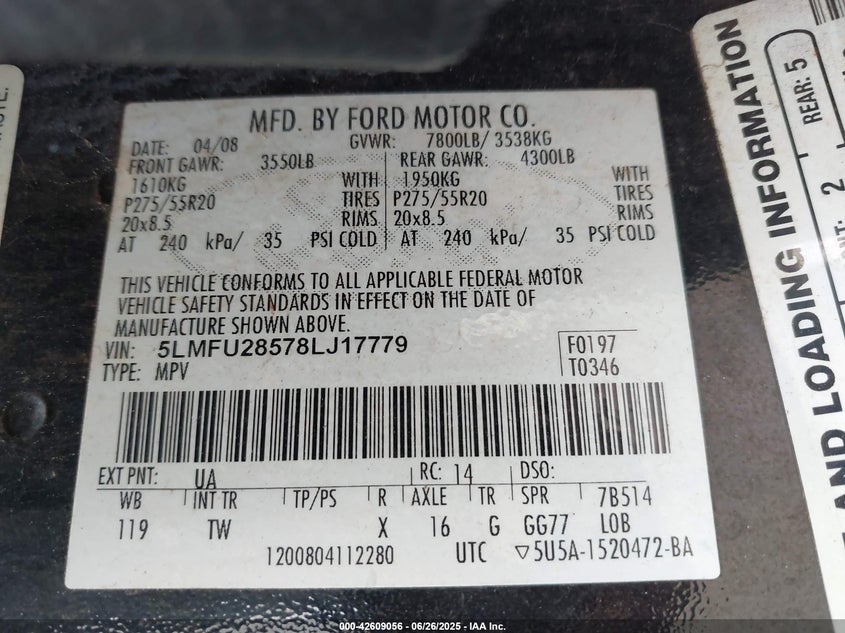 ASTE.
MFD. BY FORD MOTOR CO.
DATE: 04/08 GVWR: 7800LB/ 3538KG
FRONT GAWR: 3550LB REAR GAWR: 4300LB
1610KG WITH 1950KG WITH
P275/55R20 TIRES P275/55R20 TIRES
20x8.5 RIMS 20x8.5 RIMS
AT 240 kPa/ 35 PSI COLD AT 240 kPa/ 35 PSI COLD
THIS VEHICLE CONFORMS TO ALL APPLICABLE FEDERAL MOTOR
VEHICLE SAFETY STANDARDS IN EFFECT ON THE DATE OF
MANUFACTURE SHOWN ABOVE.
VIN: 5LMFU28578LJ17779 F0197
TYPE: MPV T0346
EXT PNT: UA RC: 14 DSO:
WB INT TR TP/PS R AXLE TR SPR 7B514
119 TW X 16 G GG77 LOB
1200804112280 UTC ▽5U5A-1520472-BA
E AND LOADING INFORMATION
REAR: 5
NT: 2
000-42609056 / 06/26/2025 - IAA Inc.